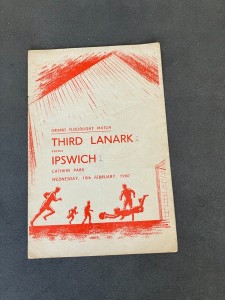 GRAND FLOODLIGHT MATCH
THIRD LANARK
versus
IPSWICH
CATHKIN PARK
WEDNESDAY, 10th FEBRUARY, 1960